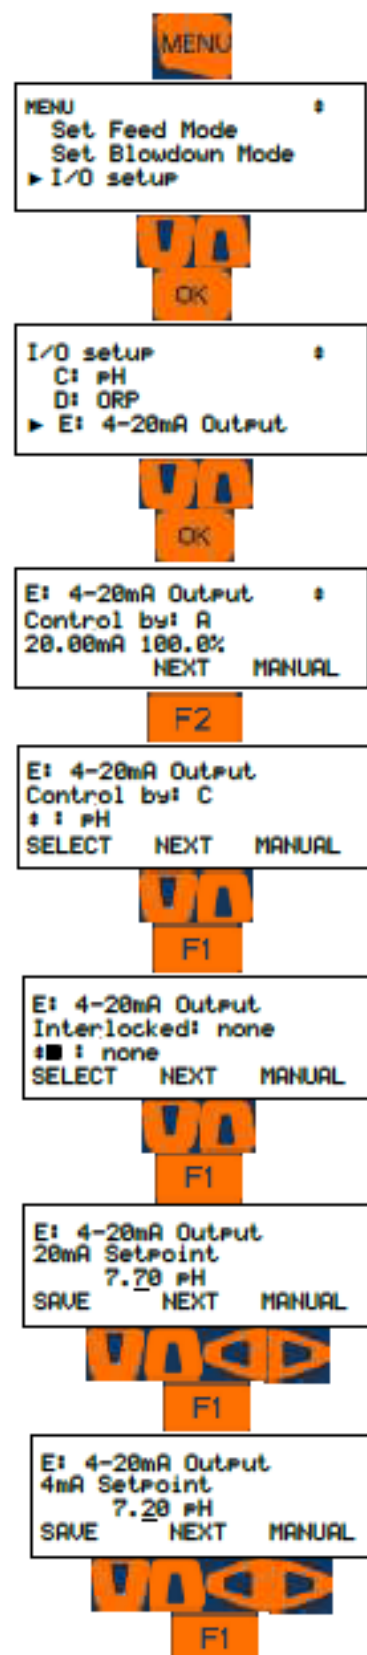 MENU
MENU
Set Feed Mode
Set Blowdown Mode
I/O setup
OK
I/O setup
C: pH
D: ORP
E: 4-20mA Output
OK
E: 4-20mA Output
Control by: A
20.00mA 100.0%
NEXT MANUAL
F2
E: 4-20mA Output
Control by: C
: pH
SELECT NEXT MANUAL
F1
E: 4-20mA Output
Interlocked: none
: none
SELECT NEXT MANUAL
F1
E: 4-20mA Output
20mA Setpoint
7.70 pH
SAVE NEXT MANUAL
F1
E: 4-20mA Output
4mA Setpoint
7.20 pH
SAVE NEXT MANUAL
F1